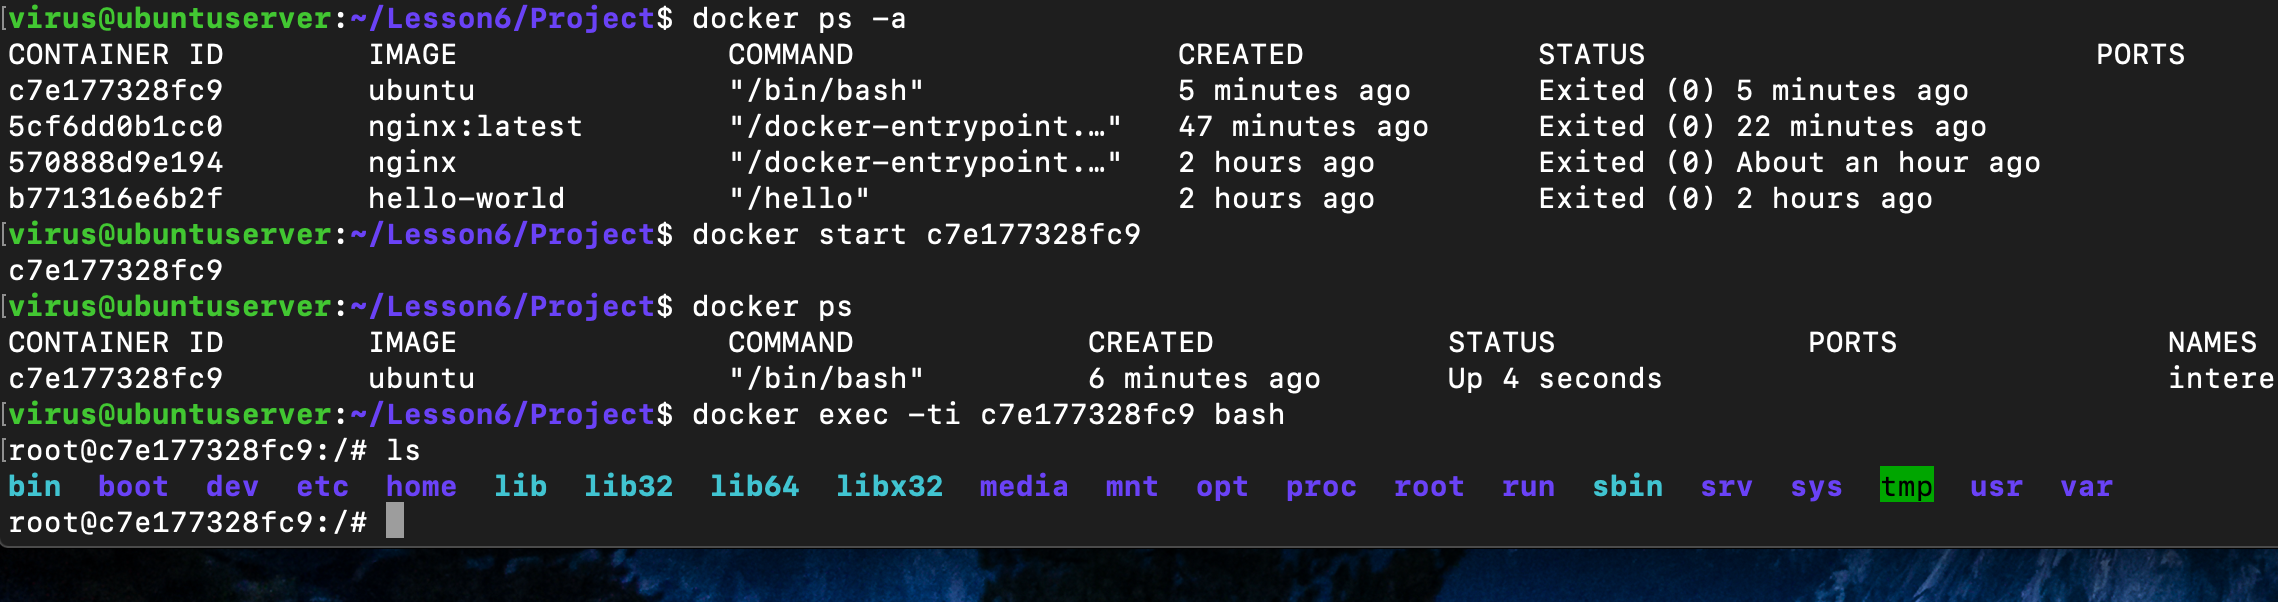 virus@ubuntuserver:~/Lesson6/Project$ docker ps -a
CONTAINER ID IMAGE COMMAND CREATED STATUS PORTS
c7e177328fc9 ubuntu "/bin/bash" 5 minutes ago Exited (0) 5 minutes ago
5cf6dd0b1cc0 nginx:latest "/docker-entrypoint.…" 47 minutes ago Exited (0) 22 minutes ago
570888d9e194 nginx "/docker-entrypoint.…" 2 hours ago Exited (0) About an hour ago
b771316e6b2f hello-world "/hello" 2 hours ago Exited (0) 2 hours ago
virus@ubuntuserver:~/Lesson6/Project$ docker start c7e177328fc9
c7e177328fc9
virus@ubuntuserver:~/Lesson6/Project$ docker ps
CONTAINER ID IMAGE COMMAND CREATED STATUS PORTS NAMES
c7e177328fc9 ubuntu "/bin/bash" 6 minutes ago Up 4 seconds intere
virus@ubuntuserver:~/Lesson6/Project$ docker exec -ti c7e177328fc9 bash
root@c7e177328fc9:/# ls
bin boot dev etc home lib lib32 lib64 libx32 media mnt opt proc root run sbin srv sys tmp usr var
root@c7e177328fc9:/#